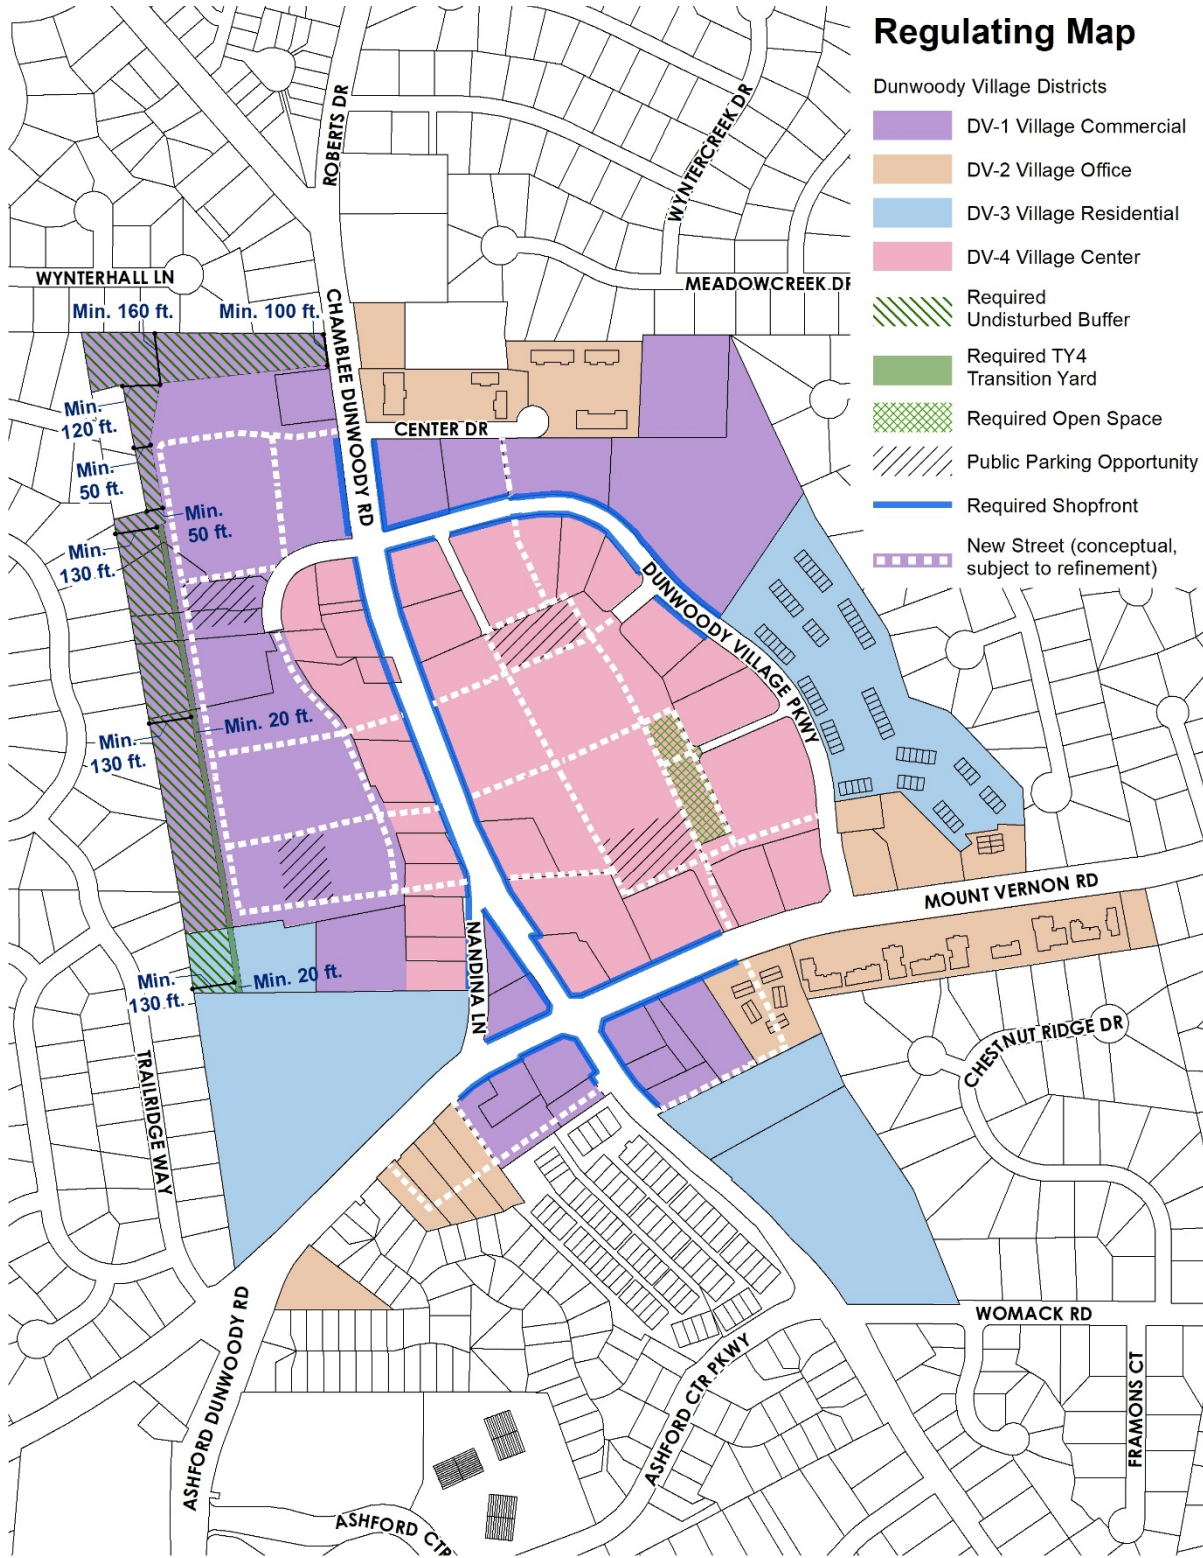 Regulating Map
Dunwoody Village Districts
DV-1 Village Commercial
DV-2 Village Office
DV-3 Village Residential
DV-4 Village Center
Required
Undisturbed Buffer
Required TY4
Transition Yard
Required Open Space
Public Parking Opportunity
Required Shopfront
New Street (conceptual,
subject to refinement)
ROBERTS DR
WYNTERCREEK DR
WYNTERHALL LN
MEADOWCREEK DR
Min. 160 ft.
Min. 100 ft.
CHAMBLEE DUNWOODY RD
Min.
120 ft.
CENTER DR
Min.
50 ft.
Min.
50 ft.
Min.
130 ft.
DUNWOODY VILLAGE PKWY
Min. 20 ft.
Min.
130 ft.
MOUNT VERNON RD
NANDINA LN
Min. 20 ft.
Min.
130 ft.
CHESTNUT RIDGE DR
TRAILRIDGE WAY
WOMACK RD
ASHFORD DUNWOODY RD
ASHFORD CTR PKWY
FRAMONS CT
ASHFORD CTR